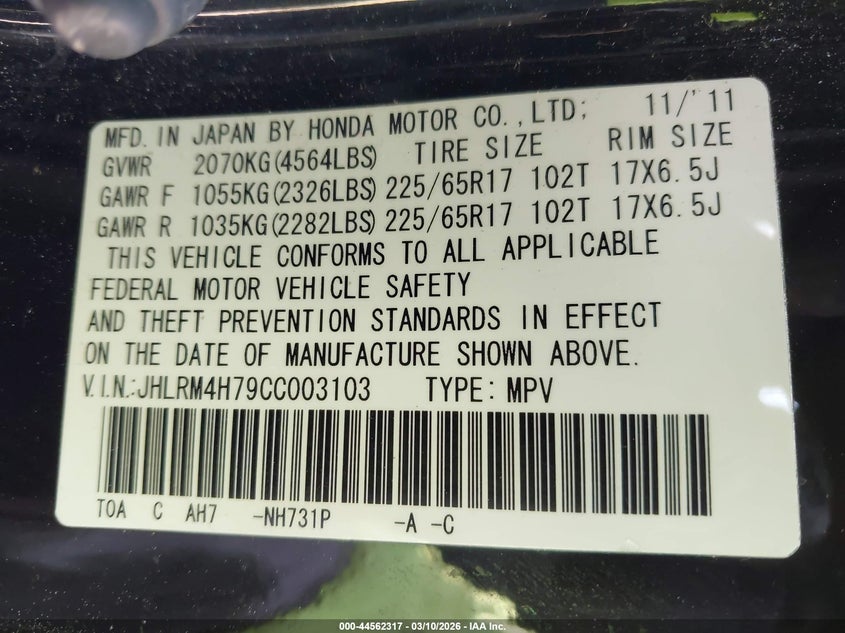 MFD. IN JAPAN BY HONDA MOTOR CO.,LTD; 11/'11
GVWR 2070KG(4564LBS) TIRE SIZE RIM SIZE
GAWR F 1055KG(2326LBS) 225/65R17 102T 17X6.5J
GAWR R 1035KG(2282LBS) 225/65R17 102T 17X6.5J
THIS VEHICLE CONFORMS TO ALL APPLICABLE
FEDERAL MOTOR VEHICLE SAFETY
AND THEFT PREVENTION STANDARDS IN EFFECT
ON THE DATE OF MANUFACTURE SHOWN ABOVE.
V.I.N.:JHLRM4H79CC003103 TYPE: MPV
TOA C AH7 -NH731P -A -C
000-44562317 - 03/10/2026 - IAA Inc.